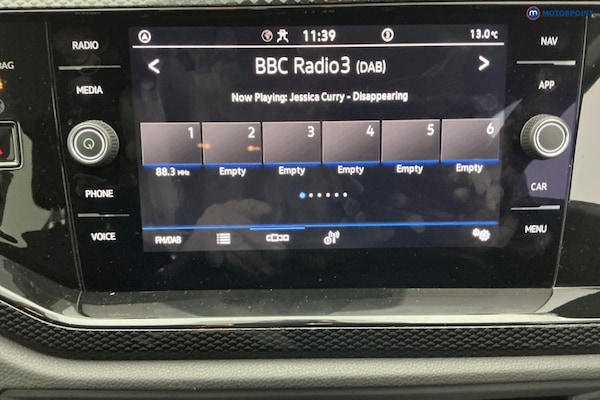 MOTORPOINT
RADIO
11:39
13.0°C
NAV
BAG
BBC Radio3 (DAB)
MEDIA
APP
Now Playing: Jessica Curry - Disappearing
1 2 3 4 5 6
88.3 MHz Empty Empty Empty Empty Empty
PHONE
CAR
VOICE
FM/DAB
MENU